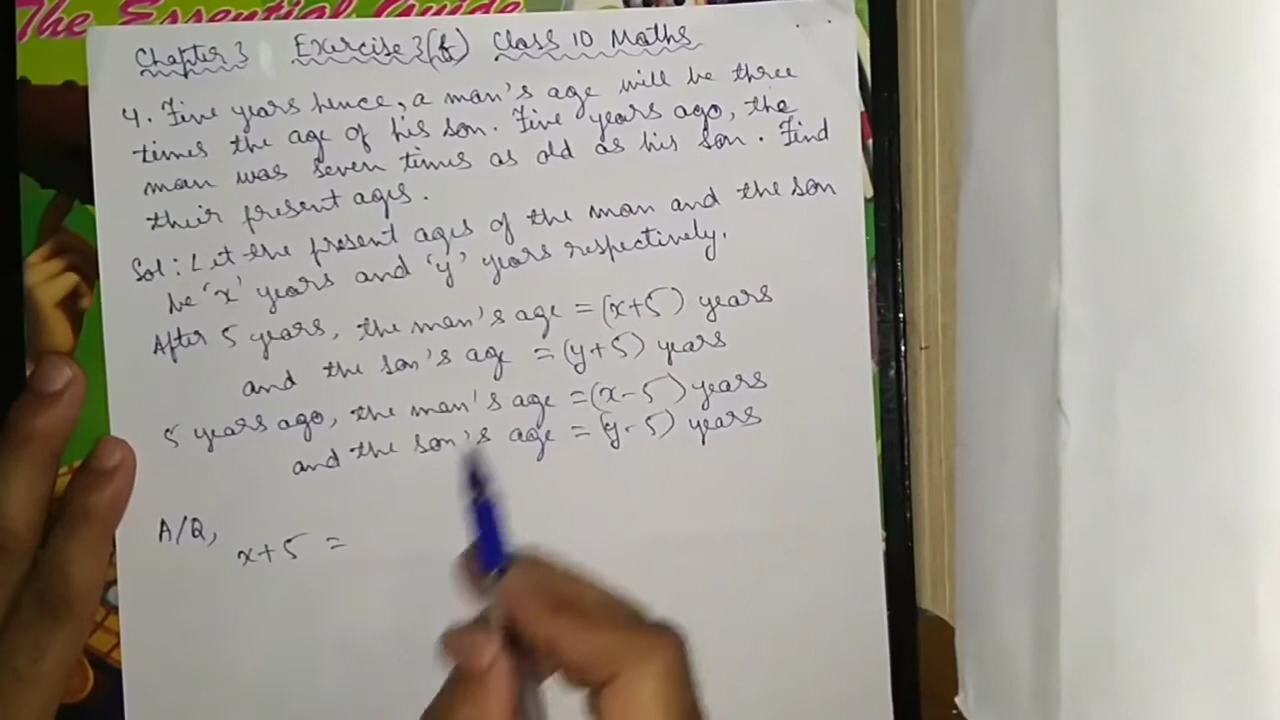 The Essential Guide
Chapter 3 Exercise 3(f) Class 10 Maths
4. Five years hence, a man's age will be three
times the age of his son. Five years ago, the
man was seven times as old as his son. Find
their present ages.
Sol: Let the present ages of the man and the son
be 'x' years and 'y' years respectively.
After 5 years, the man's age = (x+5) years
and the son's age = (y+5) years
5 years ago, the man's age = (x-5) years
and the son's age = (y-5) years
A/Q,
x+5 =